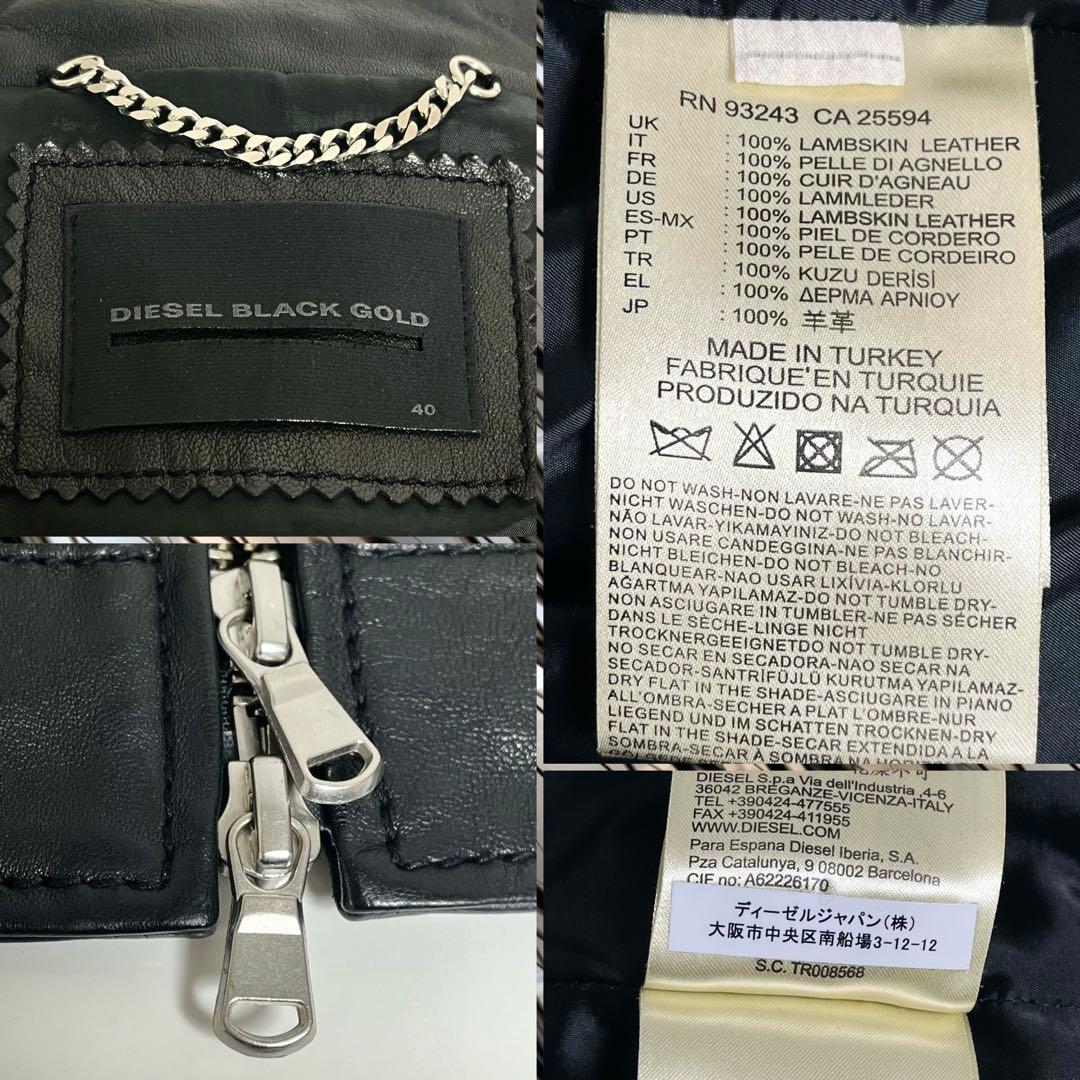 DIESEL BLACK GOLD
40
RN 93243 CA 25594
UK : 100% LAMBSKIN LEATHER
IT : 100% PELLE DI AGNELLO
FR : 100% CUIR D'AGNEAU
DE : 100% LAMMLEDER
US : 100% LAMBSKIN LEATHER
ES-MX : 100% PIEL DE CORDERO
PT : 100% PELE DE CORDEIRO
TR : 100% KUZU DERİSİ
EL : 100% ΔΕΡΜΑ ΑΡΝΙΟΥ
JP : 100% 羊革
MADE IN TURKEY
FABRIQUE'EN TURQUIE
PRODUZIDO NA TURQUIA
DO NOT WASH-NON LAVARE-NE PAS LAVER-
NICHT WASCHEN-DO NOT WASH-NO LAVAR-
NÃO LAVAR-YIKAMAYINIZ-DO NOT BLEACH-
NON USARE CANDEGGINA-NE PAS BLANCHIR-
NICHT BLEICHEN-DO NOT BLEACH-NO
BLANQUEAR-NAO USAR LIXÍVIA-KLORLU
AĞARTMA YAPILAMAZ-DO NOT TUMBLE DRY-
NON ASCIUGARE IN TUMBLER-NE PAS SÉCHER
DANS LE SÈCHE-LINGE NICHT
TROCKNERGEEIGNETDO NOT TUMBLE DRY-
NO SECAR EN SECADORA-NAO SECAR NA
SECADOR-SANTRİFÜJLÜ KURUTMA YAPILAMAZ-
DRY FLAT IN THE SHADE-ASCIUGARE IN PIANO
ALL'OMBRA-SECHER A PLAT L'OMBRE-NUR
LIEGEND UND IM SCHATTEN TROCKNEN-DRY
FLAT IN THE SHADE-SECAR EXTENDIDA A LA
SOMBRA-SECAR À SOMBRA NA
DIESEL S.p.a Via dell'Industria ,4-6
36042 BREGANZE-VICENZA-ITALY
TEL +390424-477555
FAX +390424-411955
WWW.DIESEL.COM
Para Espana Diesel Iberia, S.A.
Pza Catalunya, 9 08002 Barcelona
CIF no: A62226170
ディーゼルジャパン(株)
大阪市中央区南船場3-12-12
S.C. TR008568